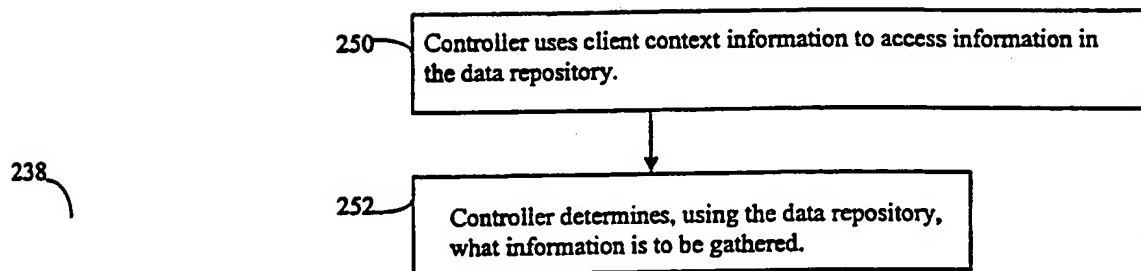 250 Controller uses client context information to access information in
the data repository.
238
252 Controller determines, using the data repository,
what information is to be gathered.